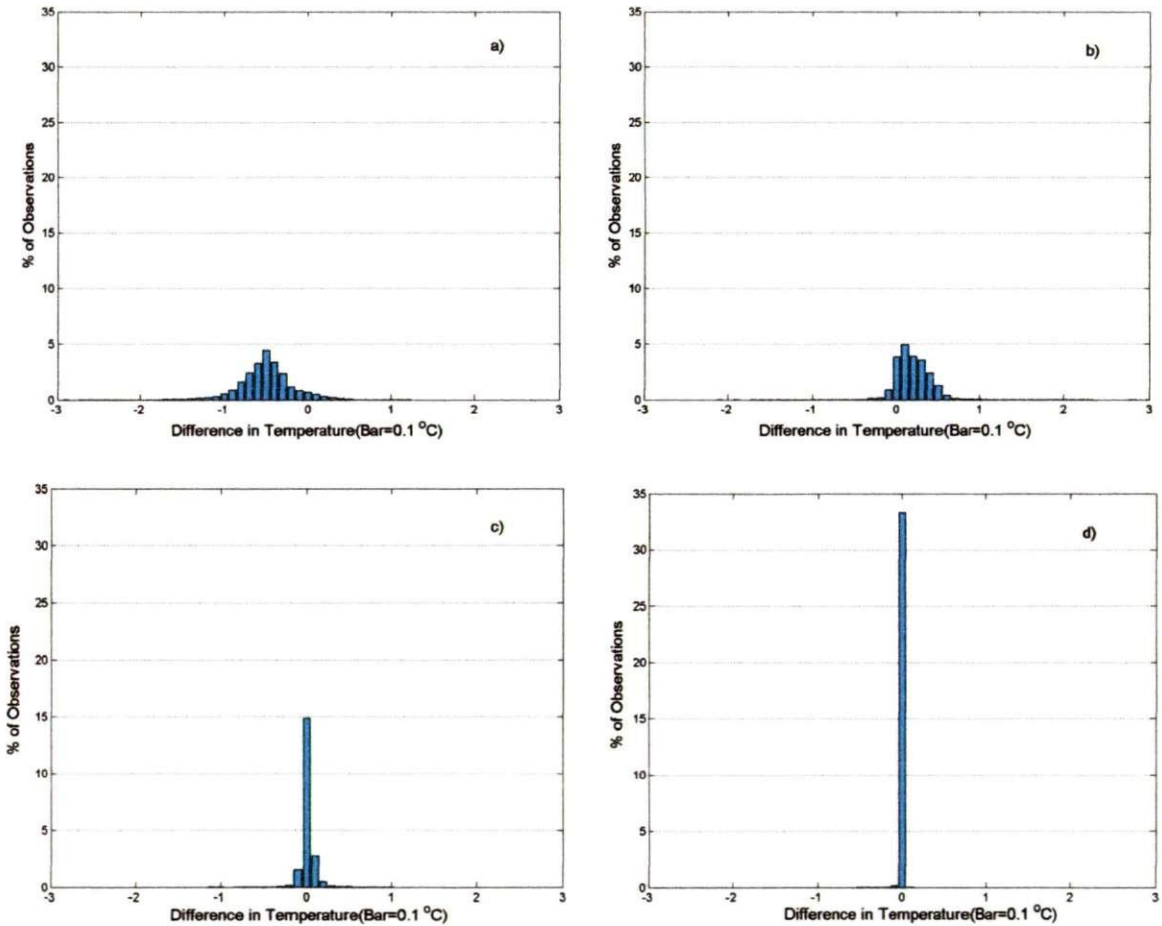 35
30
25
20
15
10
5
0
-3 -2 -1 0 1 2 3
% of Observations
Difference in Temperature(Bar=0.1 °C)
a)
35
30
25
20
15
10
5
0
-3 -2 -1 0 1 2 3
% of Observations
Difference in Temperature(Bar=0.1 °C)
b)
35
30
25
20
15
10
5
0
-3 -2 -1 0 1 2 3
% of Observations
Difference in Temperature(Bar=0.1 °C)
c)
35
30
25
20
15
10
5
0
-3 -2 -1 0 1 2 3
% of Observations
Difference in Temperature(Bar=0.1 °C)
d)